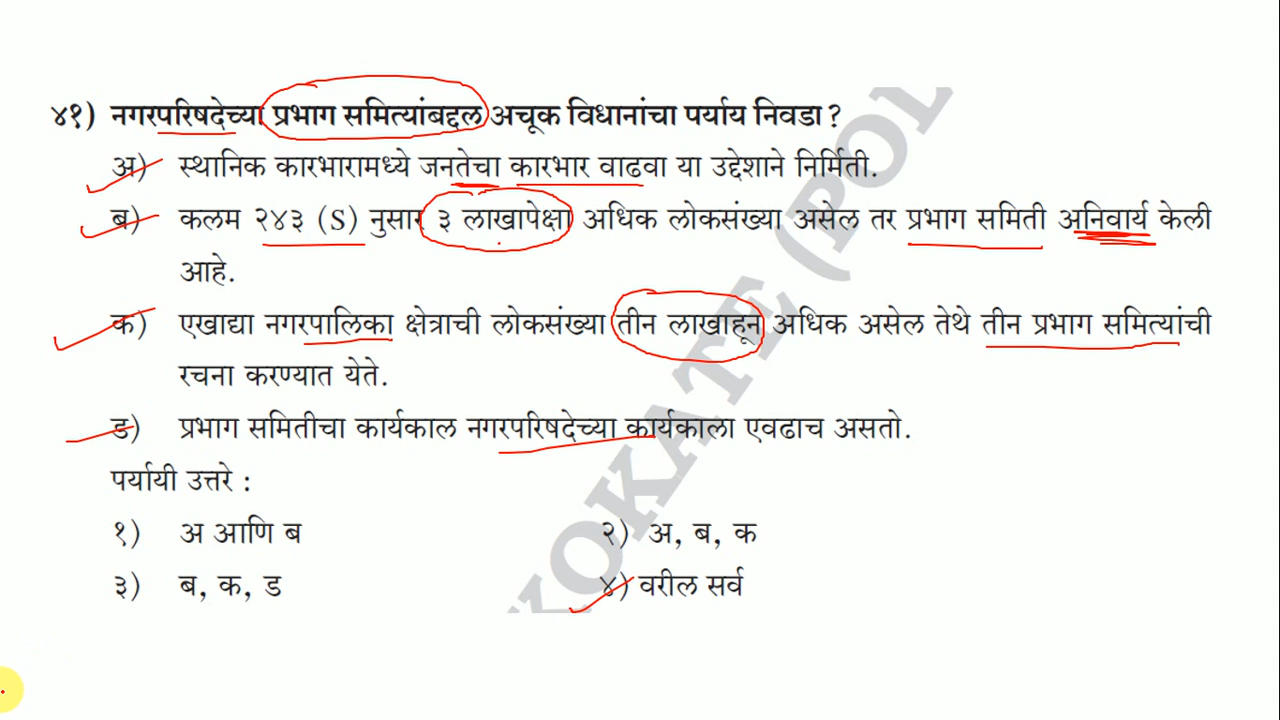 ४१) नगरपरिषदेच्या प्रभाग समित्यांबद्दल अचूक विधानांचा पर्याय निवडा ?
अ) स्थानिक कारभारामध्ये जनतेचा कारभार वाढवा या उद्देशाने निर्मिती.
ब) कलम २४३ (S) नुसार ३ लाखापेक्षा अधिक लोकसंख्या असेल तर प्रभाग समिती अनिवार्य केली
आहे.
क) एखाद्या नगरपालिका क्षेत्राची लोकसंख्या तीन लाखाहून अधिक असेल तेथे तीन प्रभाग समित्यांची
रचना करण्यात येते.
ड) प्रभाग समितीचा कार्यकाल नगरपरिषदेच्या कार्यकाला एवढाच असतो.
पर्यायी उत्तरे :
१) अ आणि ब २) अ, ब, क
३) ब, क, ड ४) वरील सर्व
KOKATE (POL